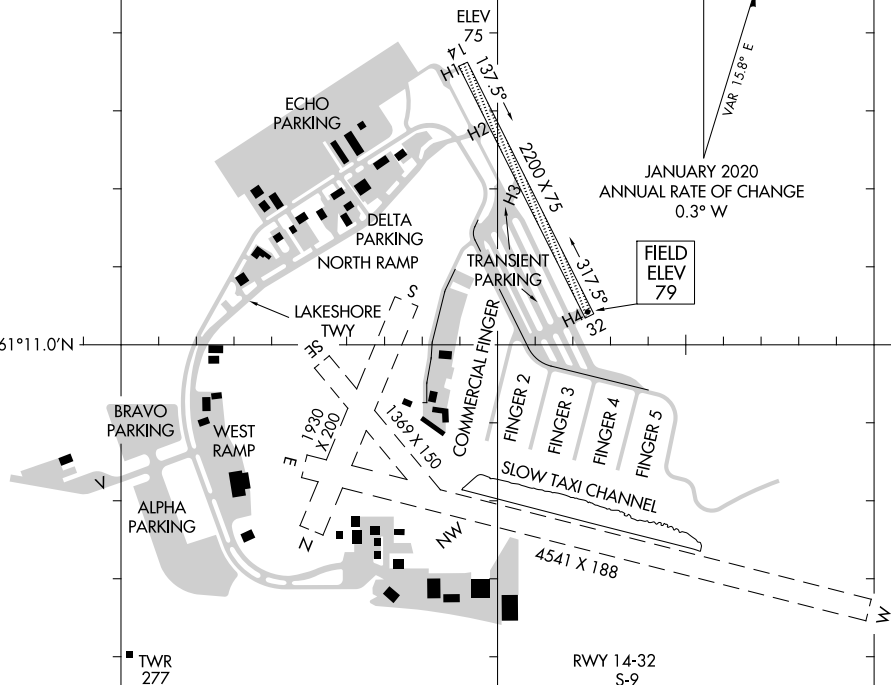 ELEV
75
14
H1
137.5°
VAR 15.8° E
ECHO
PARKING
H2
2200 X 75
JANUARY 2020
ANNUAL RATE OF CHANGE
0.3° W
H3
DELTA
PARKING
NORTH RAMP
TRANSIENT
PARKING
317.5°
FIELD
ELEV
79
LAKESHORE
TWY
S
H4
32
61°11.0'N
SE
COMMERCIAL FINGER
BRAVO
PARKING
WEST
RAMP
1930
X 200
1369 X 150
FINGER 2
FINGER 3
FINGER 4
FINGER 5
E
V
SLOW TAXI CHANNEL
ALPHA
PARKING
N
NW
4541 X 188
W
TWR
277
RWY 14-32
S-9